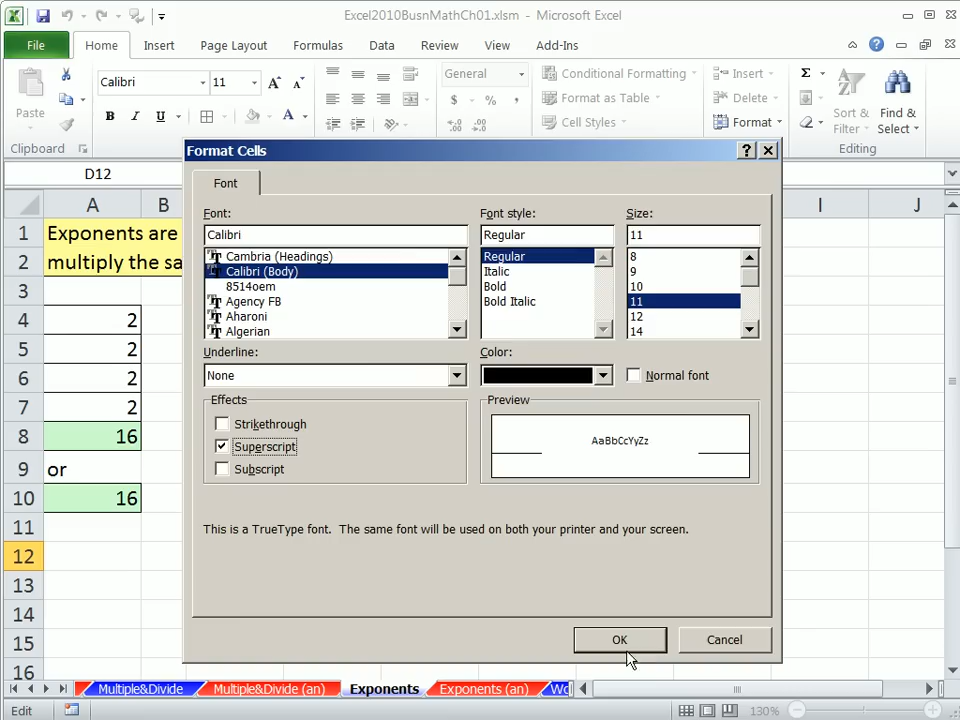 Excel2010BusnMathCh01.xlsm - Microsoft Excel
File Home Insert Page Layout Formulas Data Review View Add-Ins
Paste
Clipboard
Calibri 11
B I U A
General
$ % ,
Conditional Formatting
Format as Table
Cell Styles
Insert
Delete
Format
Σ
Sort & Filter
Find & Select
Editing
D12
A B I J
1 Exponents are
2 multiply the sa
3
4 2
5 2
6 2
7 2
8 16
9 or
10 16
11
12
13
14
15
16
Format Cells
Font
Font: Font style: Size:
Calibri Regular 11
Cambria (Headings) Regular 8
Calibri (Body) Italic 9
8514oem Bold 10
Agency FB Bold Italic 11
Aharoni 12
Algerian 14
Underline: Color:
None Normal font
Effects Preview
Strikethrough
Superscript
Subscript
AaBbCcYyZz
This is a TrueType font. The same font will be used on both your printer and your screen.
OK Cancel
Multiple&Divide Multiple&Divide (an) Exponents Exponents (an)
Edit 130%